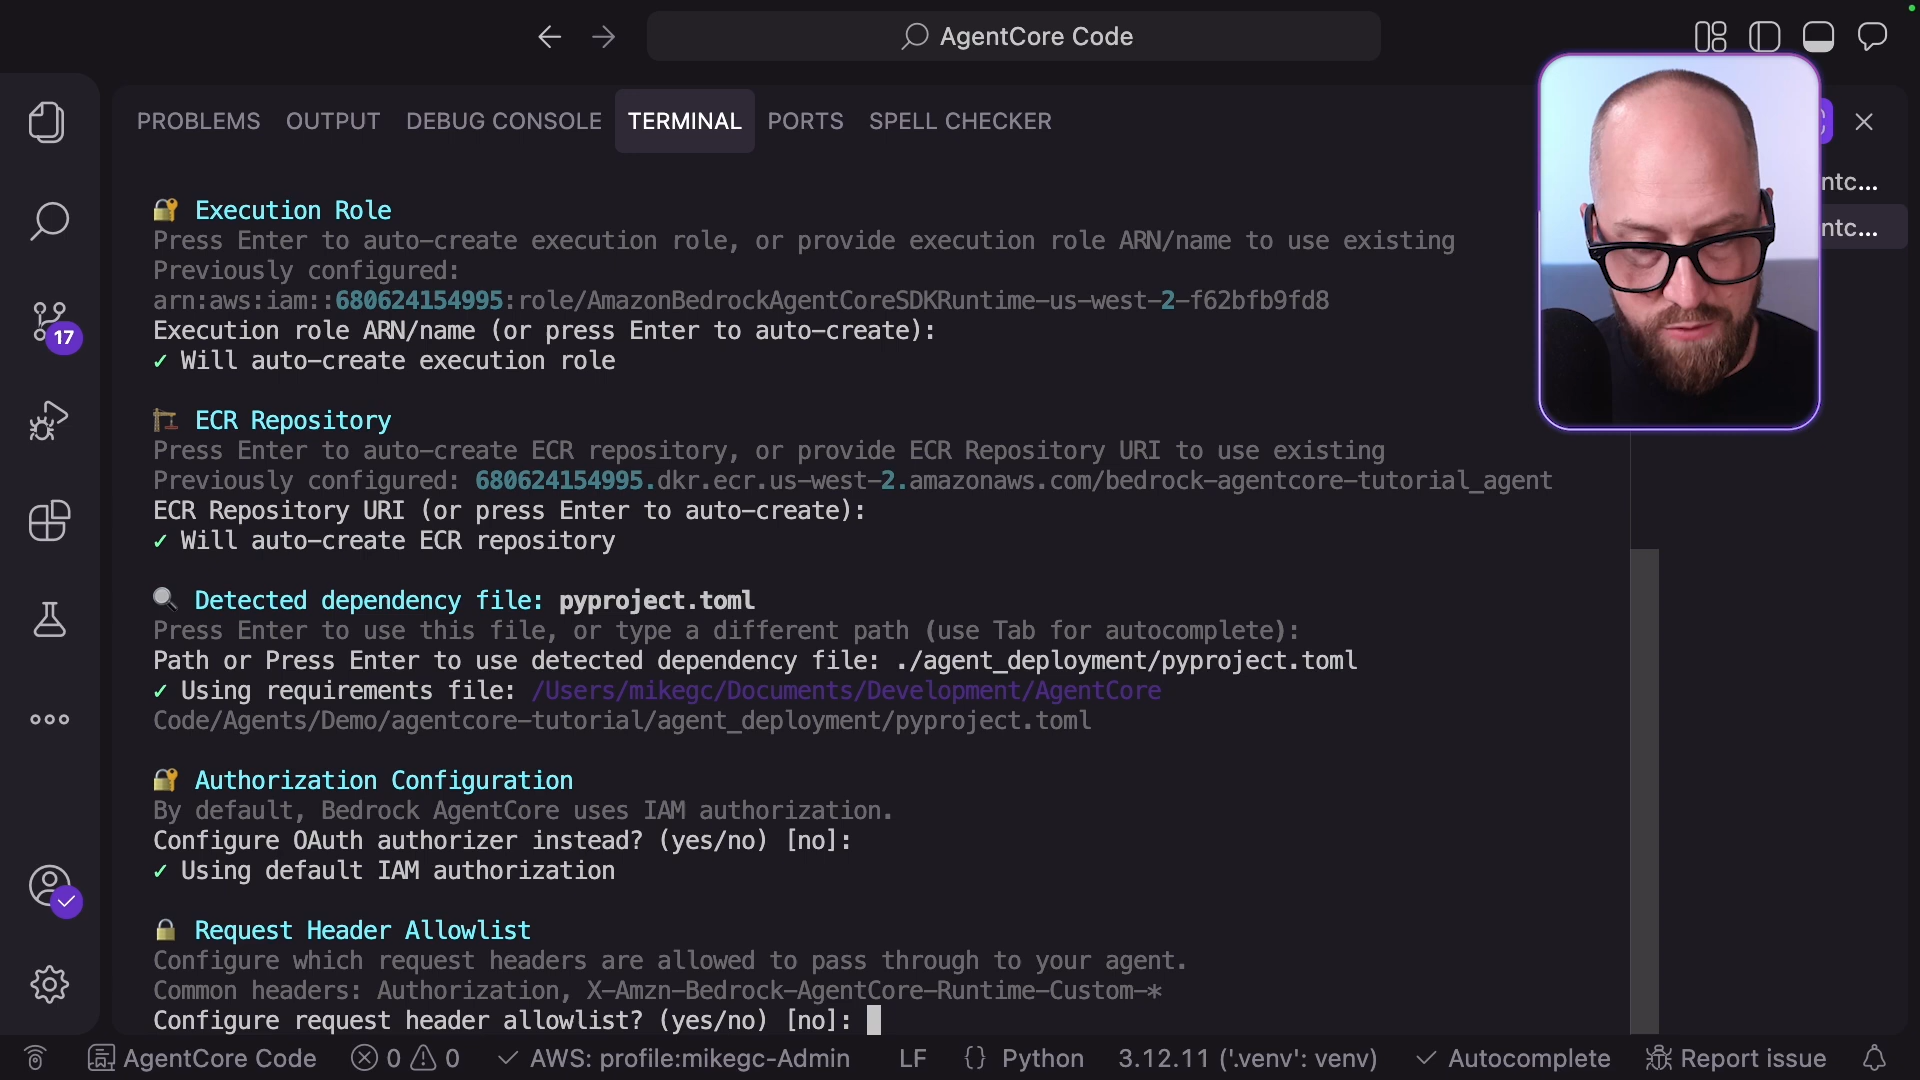 AgentCore Code
PROBLEMS OUTPUT DEBUG CONSOLE TERMINAL PORTS SPELL CHECKER
ntc...
ntc...
Execution Role
Press Enter to auto-create execution role, or provide execution role ARN/name to use existing
Previously configured:
arn:aws:iam::680624154995:role/AmazonBedrockAgentCoreSDKRuntime-us-west-2-f62bfb9fd8
Execution role ARN/name (or press Enter to auto-create):
✓ Will auto-create execution role
ECR Repository
Press Enter to auto-create ECR repository, or provide ECR Repository URI to use existing
Previously configured: 680624154995.dkr.ecr.us-west-2.amazonaws.com/bedrock-agentcore-tutorial_agent
ECR Repository URI (or press Enter to auto-create):
✓ Will auto-create ECR repository
Detected dependency file: pyproject.toml
Press Enter to use this file, or type a different path (use Tab for autocomplete):
Path or Press Enter to use detected dependency file: ./agent_deployment/pyproject.toml
✓ Using requirements file: /Users/mikegc/Documents/Development/AgentCore
Code/Agents/Demo/agentcore-tutorial/agent_deployment/pyproject.toml
Authorization Configuration
By default, Bedrock AgentCore uses IAM authorization.
Configure OAuth authorizer instead? (yes/no) [no]:
✓ Using default IAM authorization
Request Header Allowlist
Configure which request headers are allowed to pass through to your agent.
Common headers: Authorization, X-Amzn-Bedrock-AgentCore-Runtime-Custom-*
Configure request header allowlist? (yes/no) [no]:
17
AgentCore Code 0 0 ✓ AWS: profile:mikegc-Admin LF {} Python 3.12.11 ('.venv': venv) ✓ Autocomplete Report issue